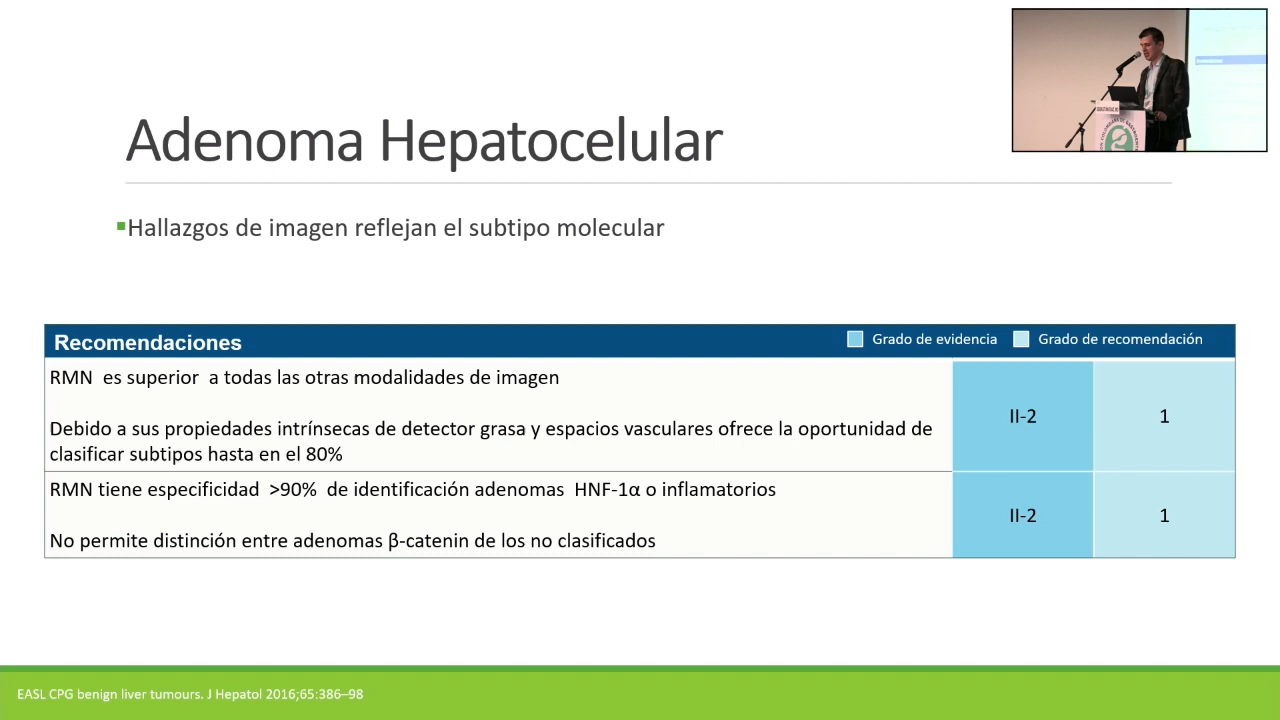 Adenoma Hepatocelular
▪Hallazgos de imagen reflejan el subtipo molecular
Recomendaciones
Grado de evidencia
Grado de recomendación
RMN es superior a todas las otras modalidades de imagen
Debido a sus propiedades intrínsecas de detector grasa y espacios vasculares ofrece la oportunidad de
clasificar subtipos hasta en el 80%
II-2
1
RMN tiene especificidad >90% de identificación adenomas HNF-1α o inflamatorios
No permite distinción entre adenomas β-catenin de los no clasificados
II-2
1
EASL CPG benign liver tumours. J Hepatol 2016;65:386–98